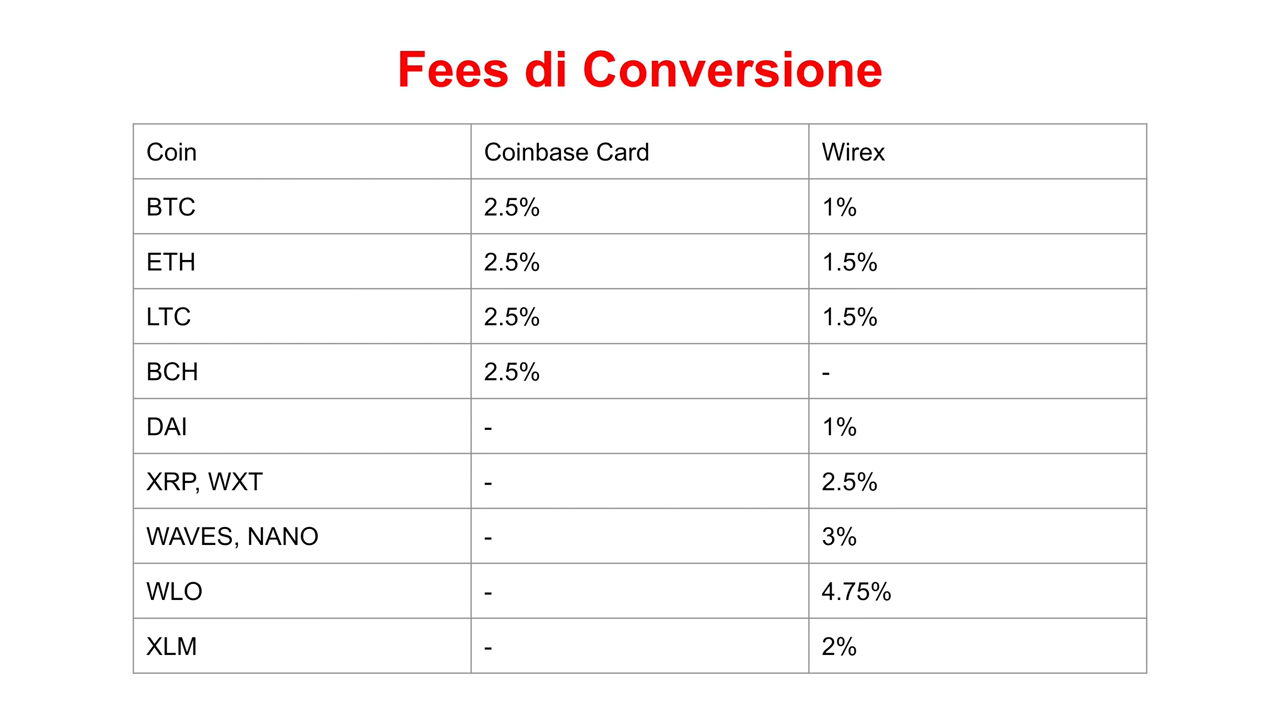 Fees di Conversione
Coin Coinbase Card Wirex
BTC 2.5% 1%
ETH 2.5% 1.5%
LTC 2.5% 1.5%
BCH 2.5% -
DAI - 1%
XRP, WXT - 2.5%
WAVES, NANO - 3%
WLO - 4.75%
XLM - 2%